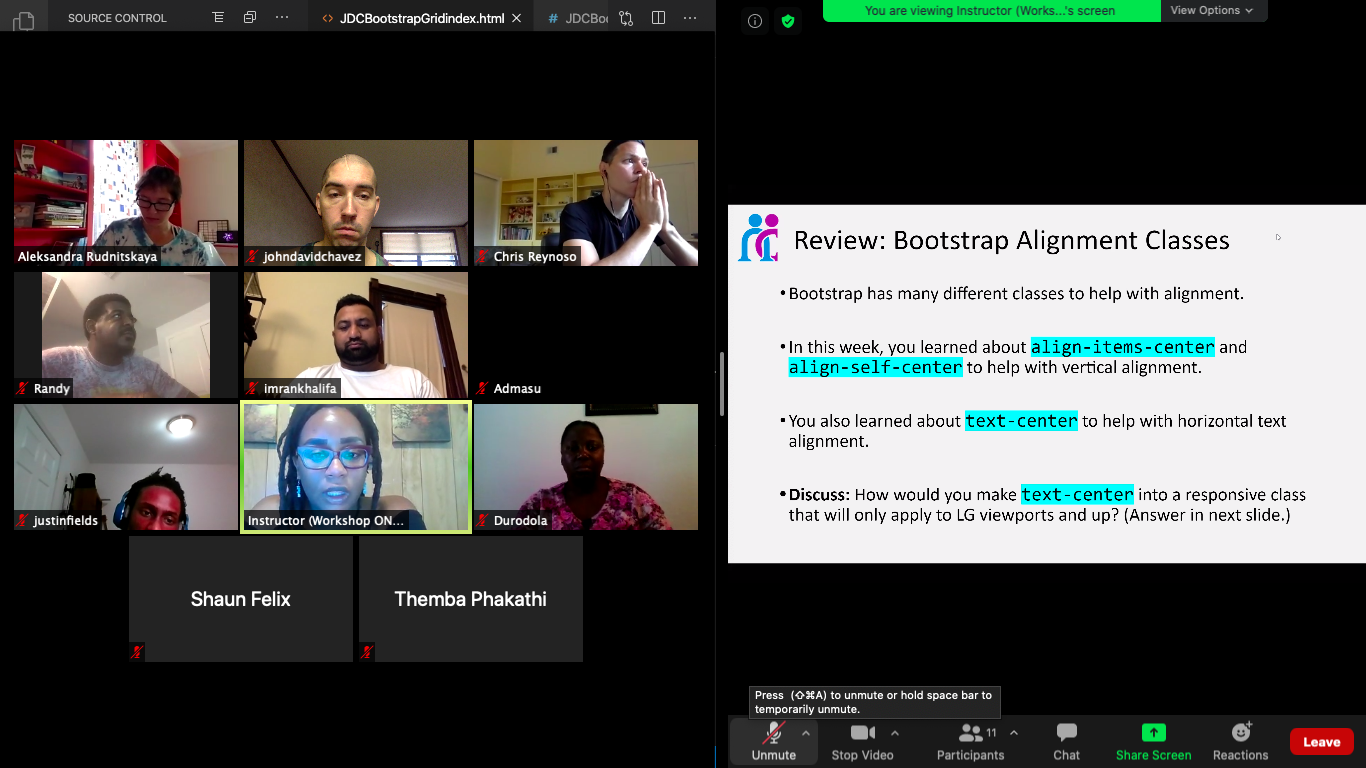 SOURCE CONTROL
JDCBootstrapGridindex.html
JDCBoo
You are viewing Instructor (Works...'s screen
View Options
Aleksandra Rudnitskaya
johndavidchavez
Chris Reynoso
Randy
imrankhalifa
Admasu
justinfields
Instructor (Workshop ON...
Durodola
Shaun Felix
Themba Phakathi
Review: Bootstrap Alignment Classes
•Bootstrap has many different classes to help with alignment.
•In this week, you learned about align-items-center and
align-self-center to help with vertical alignment.
•You also learned about text-center to help with horizontal text
alignment.
•Discuss: How would you make text-center into a responsive class
that will only apply to LG viewports and up? (Answer in next slide.)
Press (⇧⌘A) to unmute or hold space bar to
temporarily unmute.
Unmute
Stop Video
Participants
11
Chat
Share Screen
Reactions
Leave